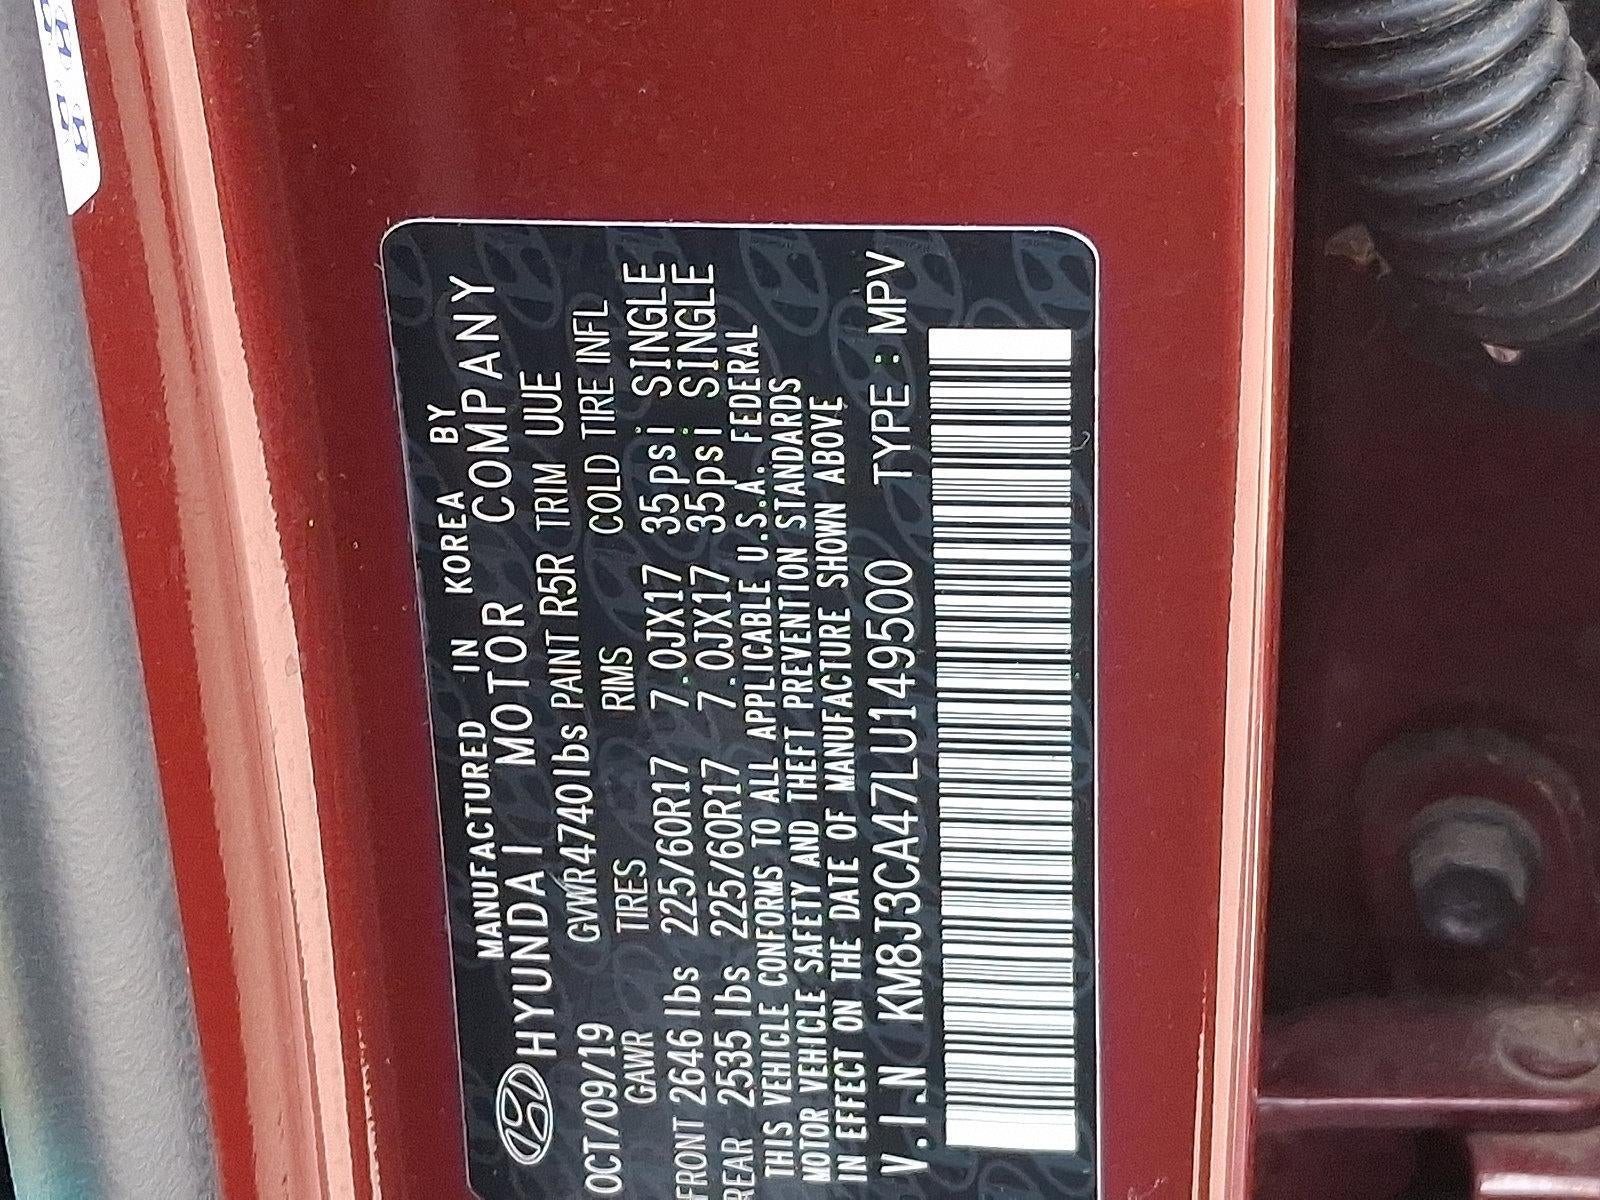 MANUFACTURED IN KOREA BY
HYUNDAI MOTOR COMPANY
OCT/09/19 GVWR4740lbs PAINT R5R TRIM UUE
GAWR TIRES RIMS COLD TIRE INFL
FRONT 2646 lbs 225/60R17 7.0JX17 35psi SINGLE
REAR 2535 lbs 225/60R17 7.0JX17 35psi SINGLE
THIS VEHICLE CONFORMS TO ALL APPLICABLE U.S.A. FEDERAL
MOTOR VEHICLE SAFETY AND THEFT PREVENTION STANDARDS
IN EFFECT ON THE DATE OF MANUFACTURE SHOWN ABOVE
V.I.N KM8J3CA47LU149500 TYPE : MPV